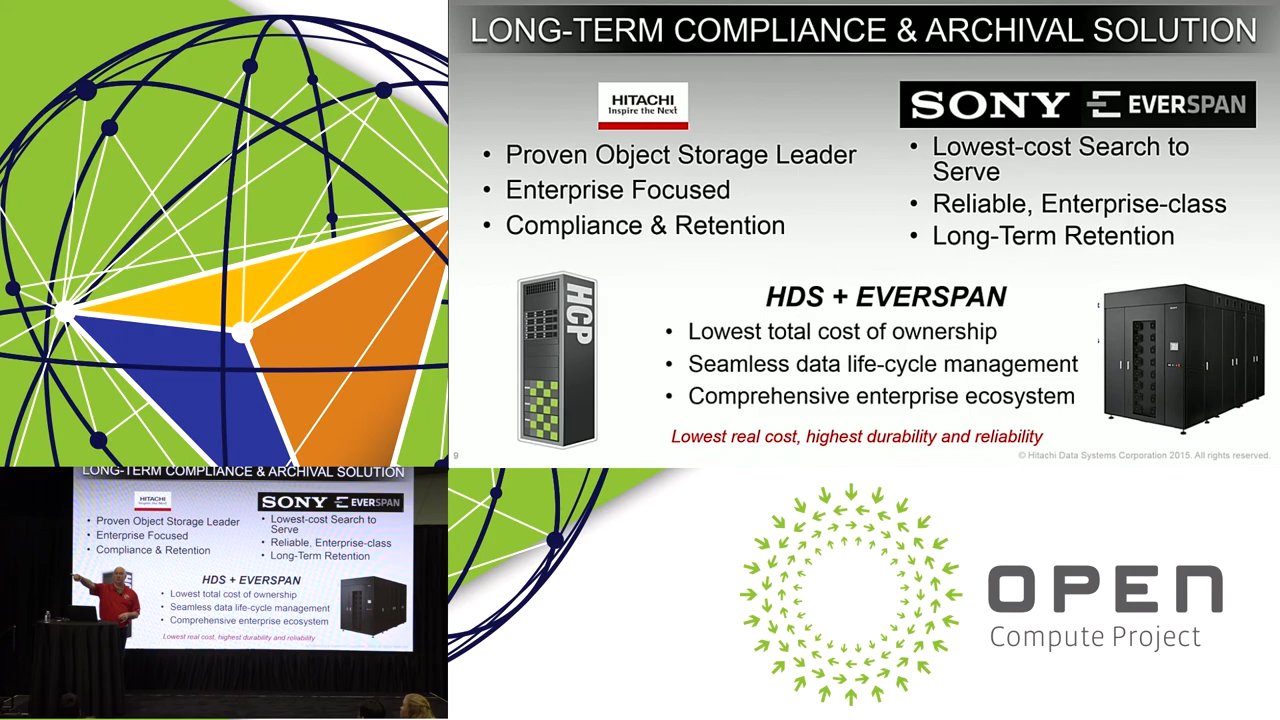 LONG-TERM COMPLIANCE & ARCHIVAL SOLUTION
HITACHI
Inspire the Next
• Proven Object Storage Leader
• Enterprise Focused
• Compliance & Retention
SONY EVERSPAN
• Lowest-cost Search to
Serve
• Reliable, Enterprise-class
• Long-Term Retention
HCP
HDS + EVERSPAN
• Lowest total cost of ownership
• Seamless data life-cycle management
• Comprehensive enterprise ecosystem
Lowest real cost, highest durability and reliability
9
© Hitachi Data Systems Corporation 2015. All rights reserved.
LONG-TERM COMPLIANCE & ARCHIVAL SOLUTION
HITACHI
SONY EVERSPAN
• Proven Object Storage Leader
• Enterprise Focused
• Compliance & Retention
• Lowest-cost Search to
Serve
• Reliable, Enterprise-class
• Long-Term Retention
HDS + EVERSPAN
• Lowest total cost of ownership
• Seamless data life-cycle management
• Comprehensive enterprise ecosystem
Lowest real cost, highest durability and reliability
OPEN
Compute Project